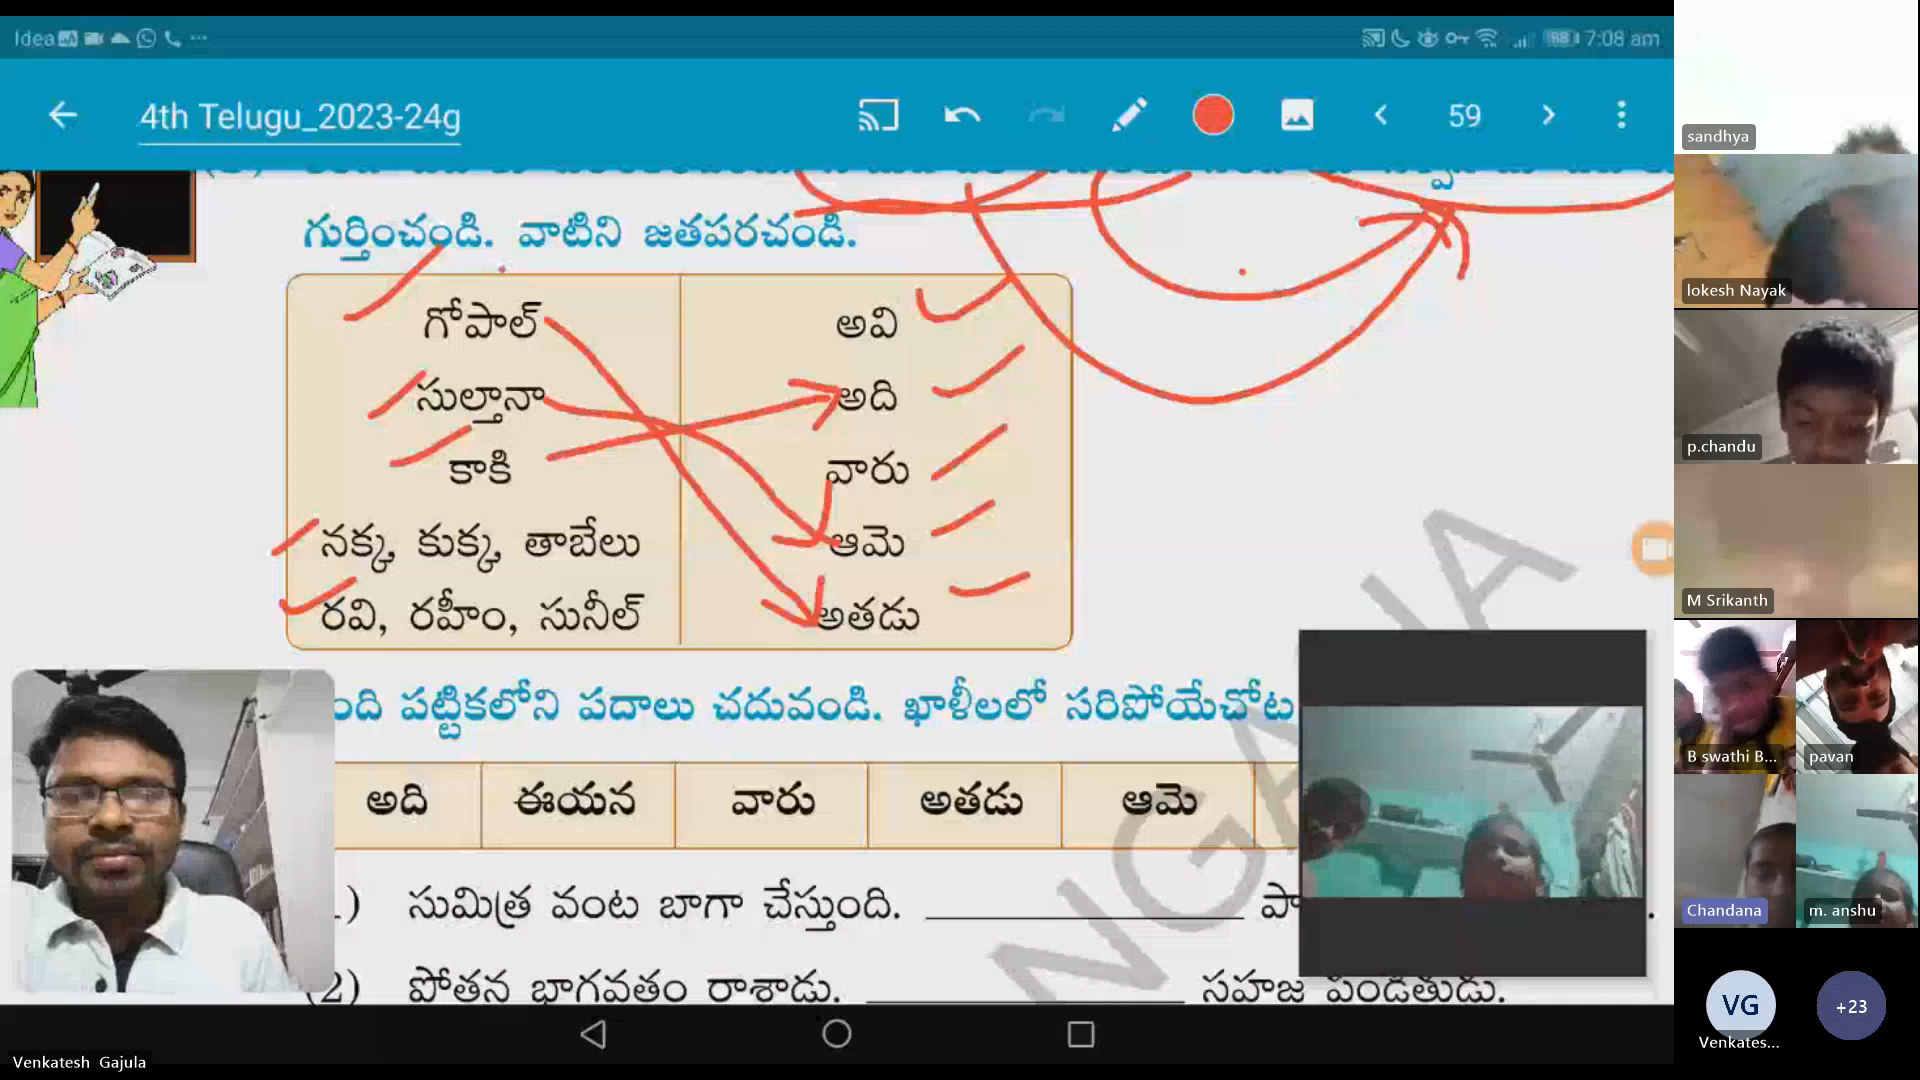 Idea
7:08 am
4th Telugu_2023-24g
59
గుర్తించండి. వాటిని జతపరచండి.
గోపాల్ అవి
సుల్తానా అది
కాకి వారు
నక్క, కుక్క, తాబేలు ఆమె
రవి, రహీం, సునీల్ అతడు
పట్టికలోని పదాలు చదువండి. ఖాళీలలో సరిపోయేచోట
అది ఈయన వారు అతడు ఆమె
సుమిత్ర వంట బాగా చేస్తుంది.
(2) పోతన భాగవతం రాశాడు. సహజ పండితుడు.
Venkatesh Gajula
sandhya
lokesh Nayak
p.chandu
M Srikanth
B swathi B...
pavan
Chandana
m. anshu
VG
+23
Venkates...